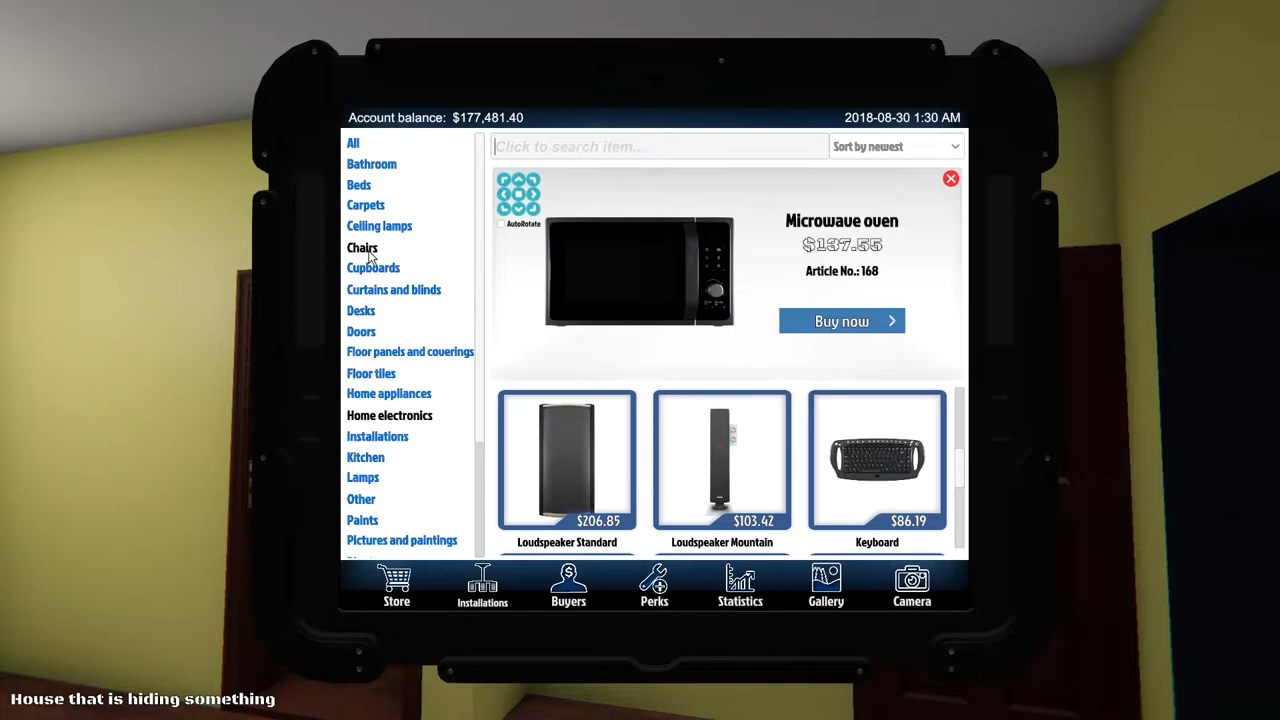 Account balance: $177,481.40
2018-08-30 1:30 AM
All
Bathroom
Beds
Carpets
Ceiling lamps
Chairs
Cupboards
Curtains and blinds
Desks
Doors
Floor panels and coverings
Floor tiles
Home appliances
Home electronics
Installations
Kitchen
Lamps
Other
Paints
Pictures and paintings
Click to search item....
Sort by newest
AutoRotate
Microwave oven
$137.55
Article No.: 168
Buy now
$206.85
$103.42
$86.19
Loudspeaker Standard
Loudspeaker Mountain
Keyboard
Store
Installations
Buyers
Perks
Statistics
Gallery
Camera
House that is hiding something